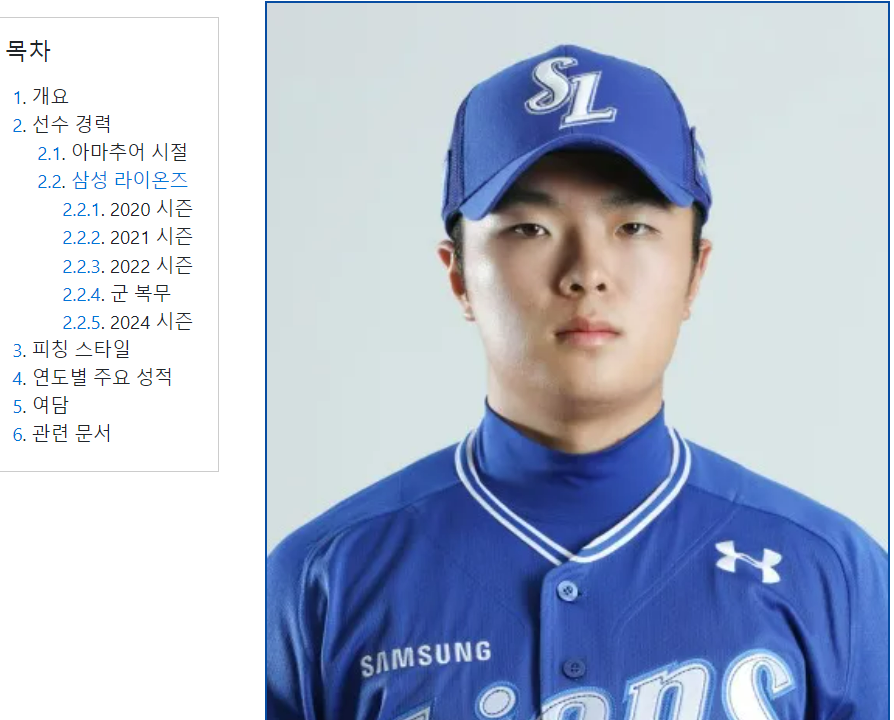 목차
1. 개요
2. 선수 경력
2.1. 아마추어 시절
2.2. 삼성 라이온즈
2.2.1. 2020 시즌
2.2.2. 2021 시즌
2.2.3. 2022 시즌
2.2.4. 군 복무
2.2.5. 2024 시즌
3. 피칭 스타일
4. 연도별 주요 성적
5. 여담
6. 관련 문서
SL
SAMSUNG
Lions